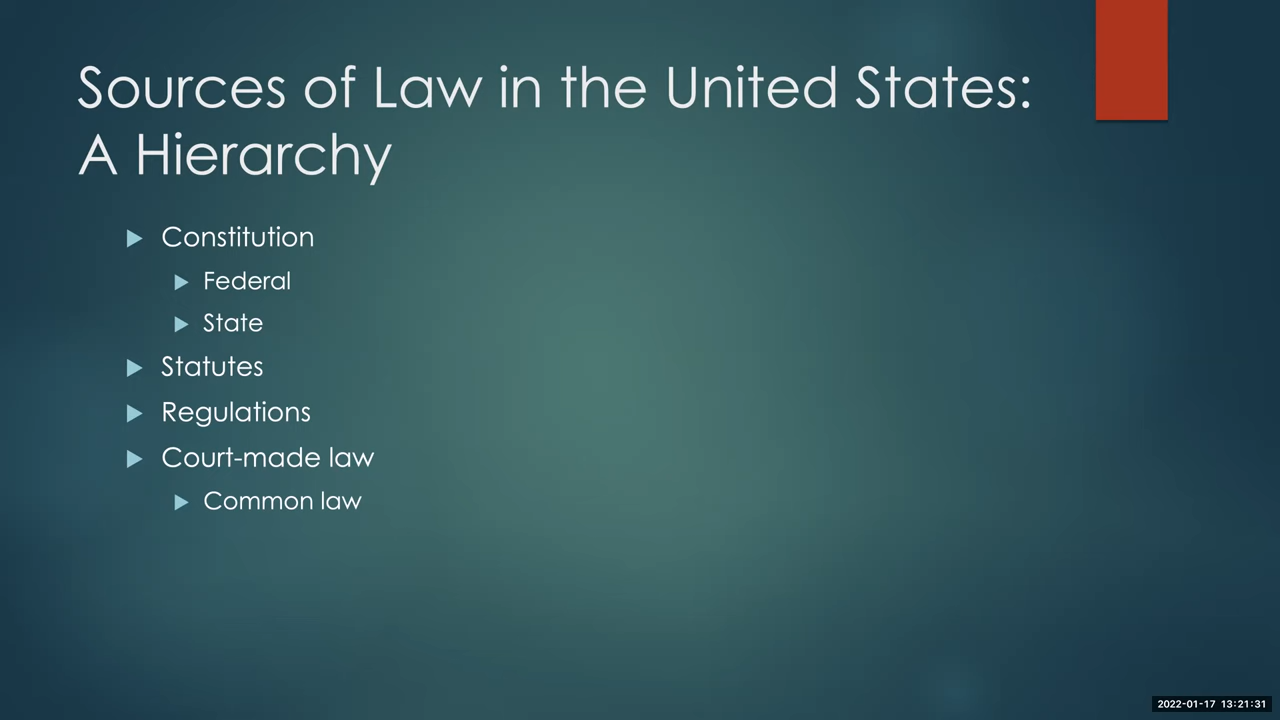 Sources of Law in the United States:
A Hierarchy
Constitution
Federal
State
Statutes
Regulations
Court-made law
Common law
2022-01-17 13:21:31